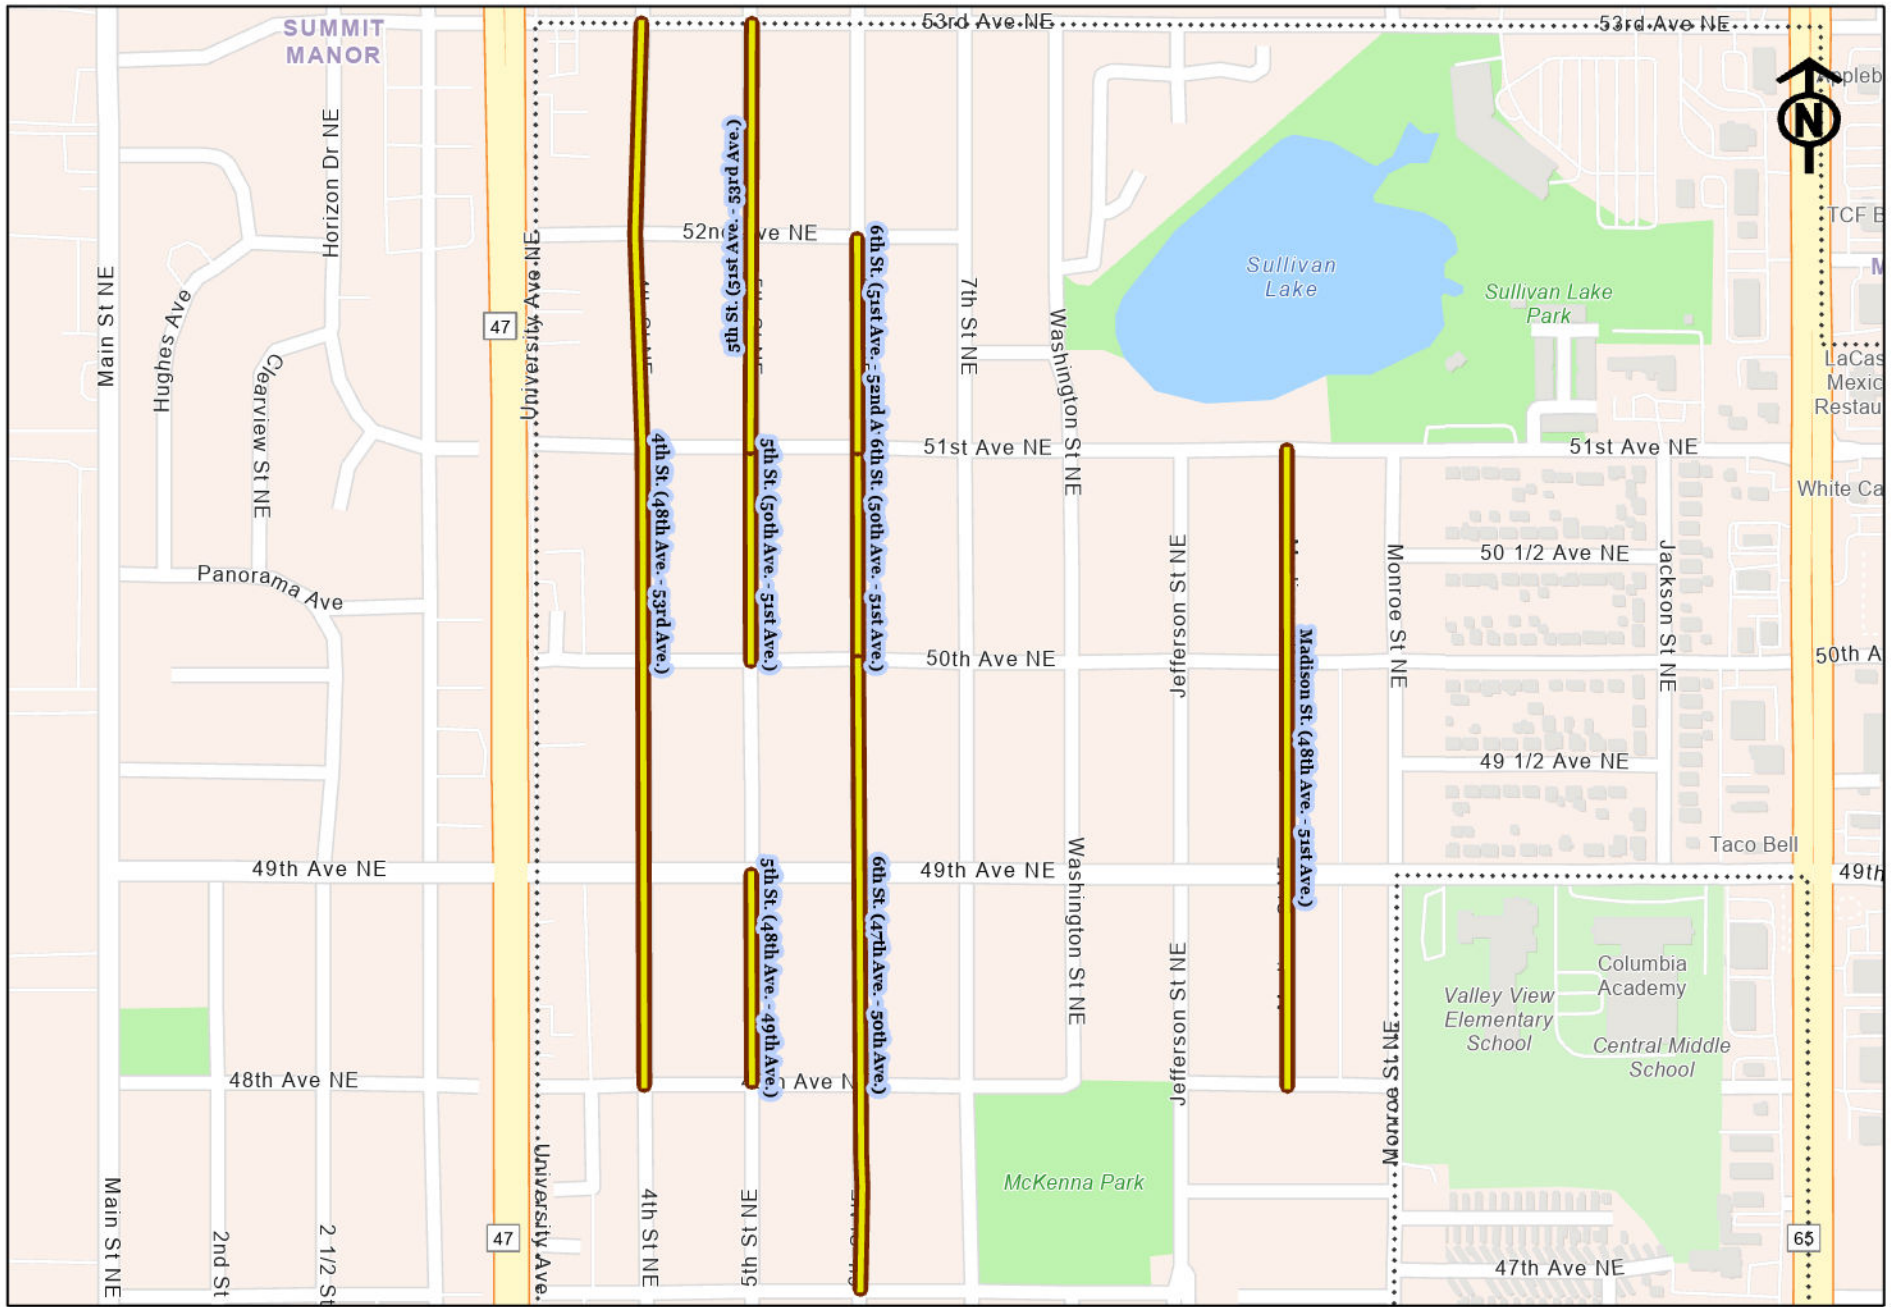 53rd Ave NE
53rd Ave NE
SUMMIT
MANOR
N
Horizon Dr NE
TCF B
52n
ve NE
5th St. (51st Ave. - 53rd Ave.)
6th St. (51st Ave. - 52nd A
Sullivan
Lake
Sullivan Lake
Park
Main St NE
Hughes Ave
Clearview St NE
47
University Ave NE
7th St NE
Washington St NE
LaCas
Mexic
Restau
51st Ave NE
51st Ave NE
4th St. (48th Ave. - 53rd Ave.)
5th St. (50th Ave. - 51st Ave.)
6th St. (50th Ave. - 51st Ave.)
White Ca
50 1/2 Ave NE
Jefferson St NE
Monroe St NE
Jackson St NE
Panorama Ave
50th Ave NE
50th A
Madison St. (48th Ave. - 51st Ave.)
49 1/2 Ave NE
Taco Bell
49th Ave NE
49th Ave NE
49th
5th St. (48th Ave. - 49th Ave.)
6th St. (47th Ave. - 50th Ave.)
Washington St NE
Jefferson St NE
Columbia
Academy
Valley View
Elementary
School
Central Middle
School
48th Ave NE
Ave N
Monroe St NE
McKenna Park
Main St NE
2nd St
2 1/2 St
47
University Ave
4th St NE
5th St NE
65
47th Ave NE